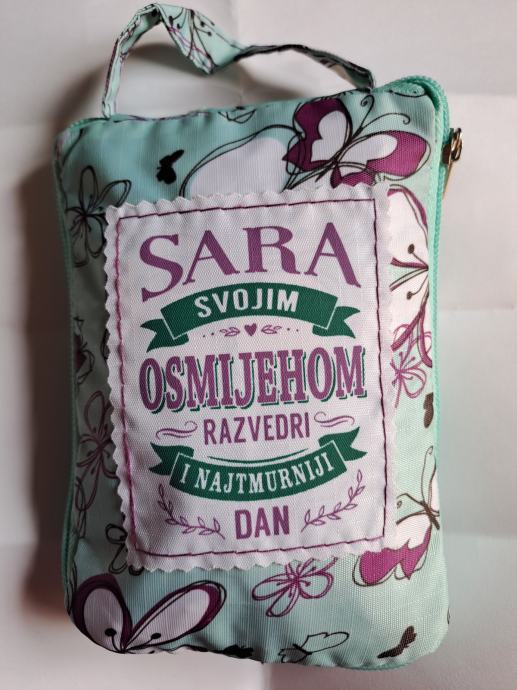 SARA
SVOJIM
OSMIJEHOM
RAZVEDRI
I NAJTMURNIJI
DAN